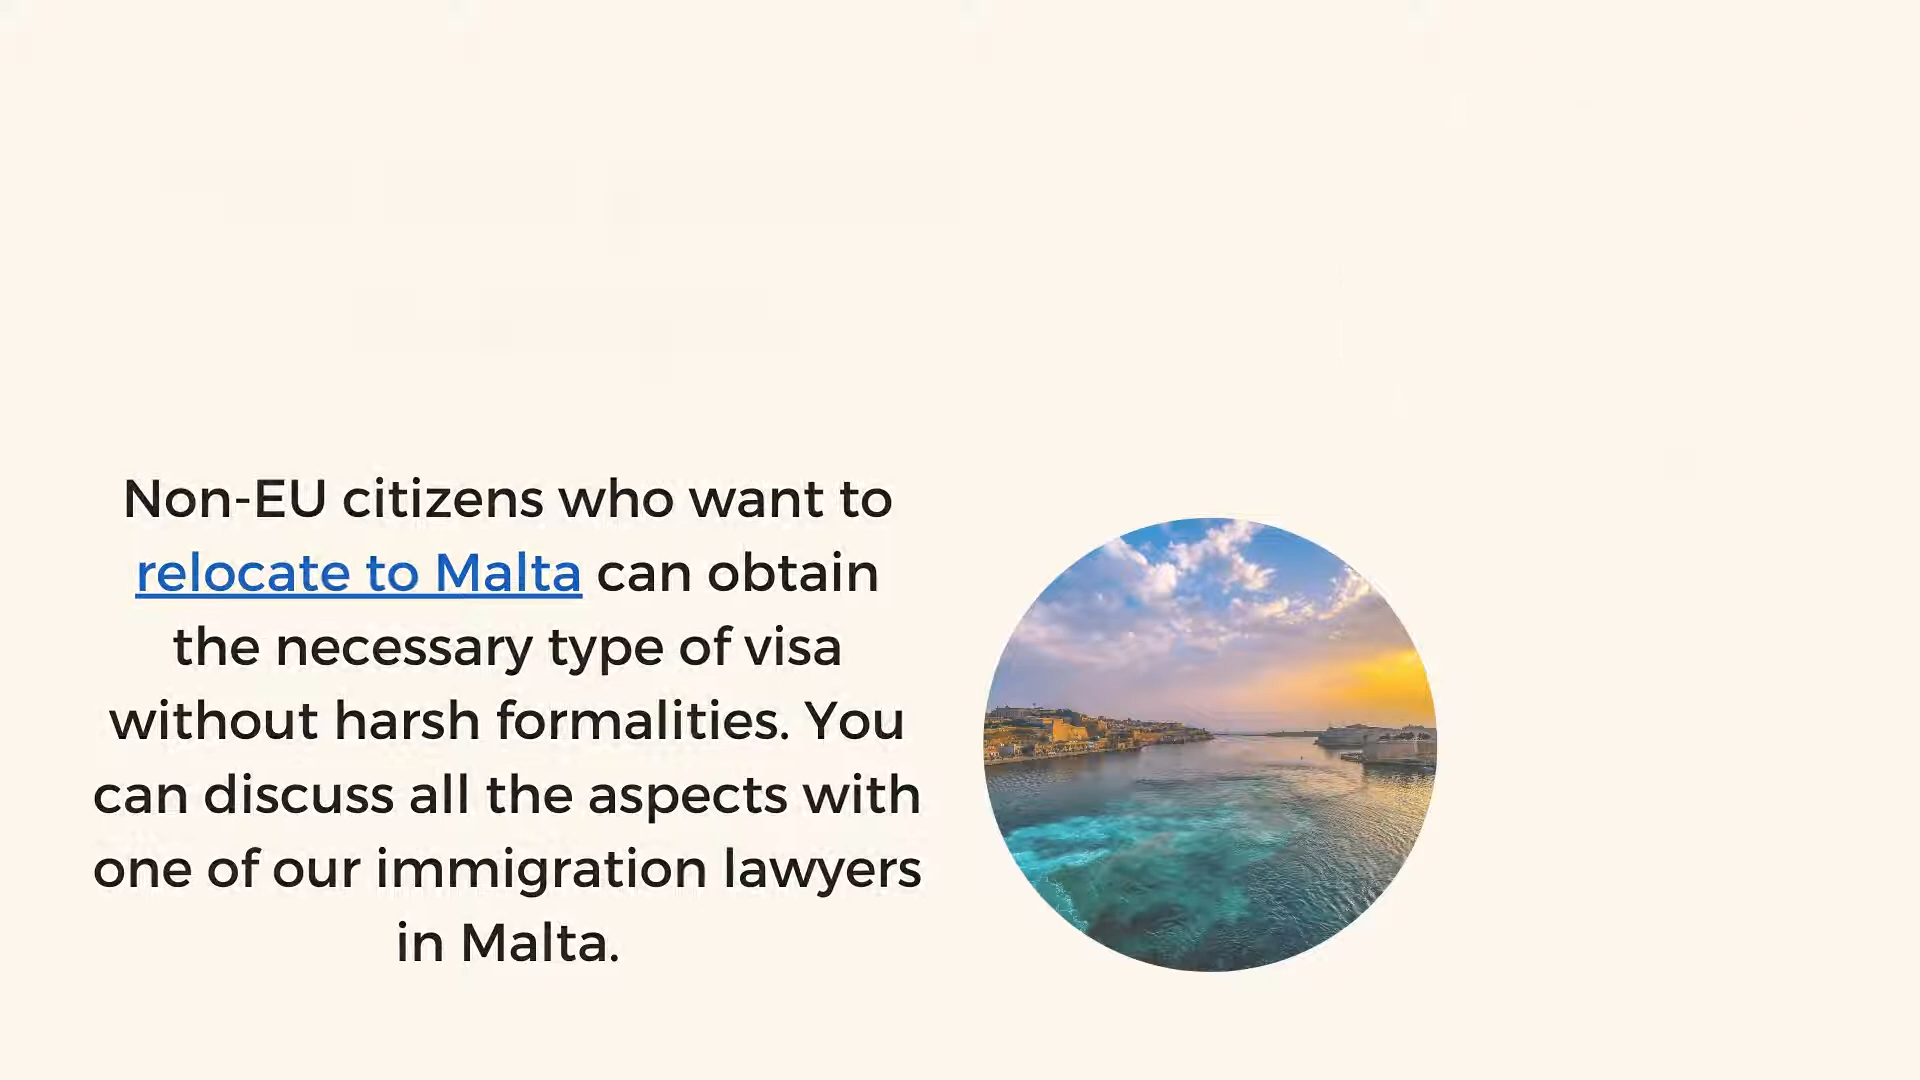 Non-EU citizens who want to
relocate to Malta can obtain
the necessary type of visa
without harsh formalities. You
can discuss all the aspects with
one of our immigration lawyers
in Malta.